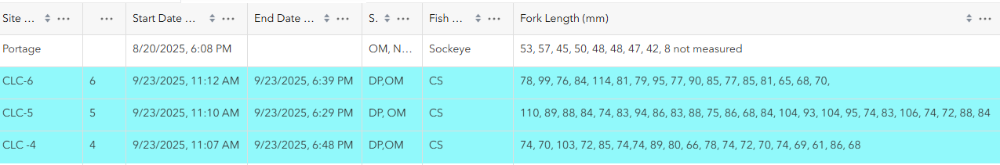 Site ... ... ... Start Date ... ... End Date ... ... S. ... Fish ... ... Fork Length (mm) ...
Portage 8/20/2025, 6:08 PM OM, N... Sockeye 53, 57, 45, 50, 48, 48, 47, 42, 8 not measured
CLC-6 6 9/23/2025, 11:12 AM 9/23/2025, 6:39 PM DP,OM CS 78, 99, 76, 84, 114, 81, 79, 95, 77, 90, 85, 77, 85, 81, 65, 68, 70,
CLC-5 5 9/23/2025, 11:10 AM 9/23/2025, 6:29 PM DP, OM CS 110, 89, 88, 84, 74, 83, 94, 86, 83, 88, 75, 86, 68, 84, 104, 93, 104, 95, 74, 83, 106, 74, 72, 88, 84
CLC -4 4 9/23/2025, 11:07 AM 9/23/2025, 6:48 PM DP,OM CS 74, 70, 103, 72, 85, 74,74, 89, 80, 66, 78, 74, 72, 70, 74, 69, 61, 86, 68